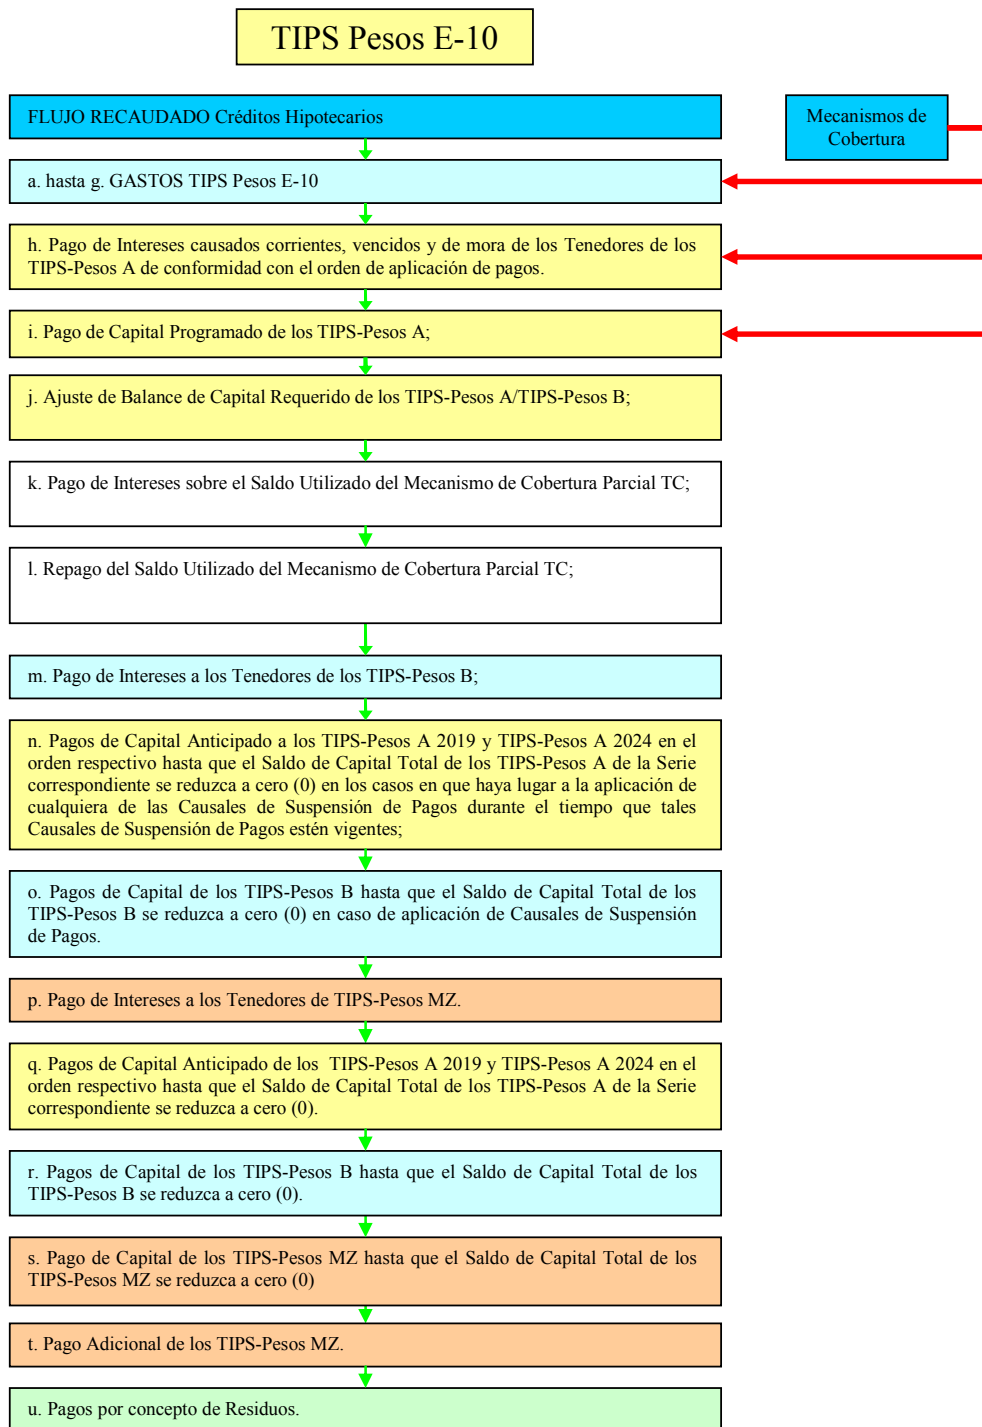 TIPS Pesos E-10
FLUJO RECAUDADO Créditos Hipotecarios
Mecanismos de
Cobertura
a. hasta g. GASTOS TIPS Pesos E-10
h. Pago de Intereses causados corrientes, vencidos y de mora de los Tenedores de los
TIPS-Pesos A de conformidad con el orden de aplicación de pagos.
i. Pago de Capital Programado de los TIPS-Pesos A;
j. Ajuste de Balance de Capital Requerido de los TIPS-Pesos A/TIPS-Pesos B;
k. Pago de Intereses sobre el Saldo Utilizado del Mecanismo de Cobertura Parcial TC;
l. Repago del Saldo Utilizado del Mecanismo de Cobertura Parcial TC;
m. Pago de Intereses a los Tenedores de los TIPS-Pesos B;
n. Pagos de Capital Anticipado a los TIPS-Pesos A 2019 y TIPS-Pesos A 2024 en el
orden respectivo hasta que el Saldo de Capital Total de los TIPS-Pesos A de la Serie
correspondiente se reduzca a cero (0) en los casos en que haya lugar a la aplicación de
cualquiera de las Causales de Suspensión de Pagos durante el tiempo que tales
Causales de Suspensión de Pagos estén vigentes;
o. Pagos de Capital de los TIPS-Pesos B hasta que el Saldo de Capital Total de los
TIPS-Pesos B se reduzca a cero (0) en caso de aplicación de Causales de Suspensión
de Pagos.
p. Pago de Intereses a los Tenedores de TIPS-Pesos MZ.
q. Pagos de Capital Anticipado de los TIPS-Pesos A 2019 y TIPS-Pesos A 2024 en el
orden respectivo hasta que el Saldo de Capital Total de los TIPS-Pesos A de la Serie
correspondiente se reduzca a cero (0).
r. Pagos de Capital de los TIPS-Pesos B hasta que el Saldo de Capital Total de los
TIPS-Pesos B se reduzca a cero (0).
s. Pago de Capital de los TIPS-Pesos MZ hasta que el Saldo de Capital Total de los
TIPS-Pesos MZ se reduzca a cero (0)
t. Pago Adicional de los TIPS-Pesos MZ.
u. Pagos por concepto de Residuos.